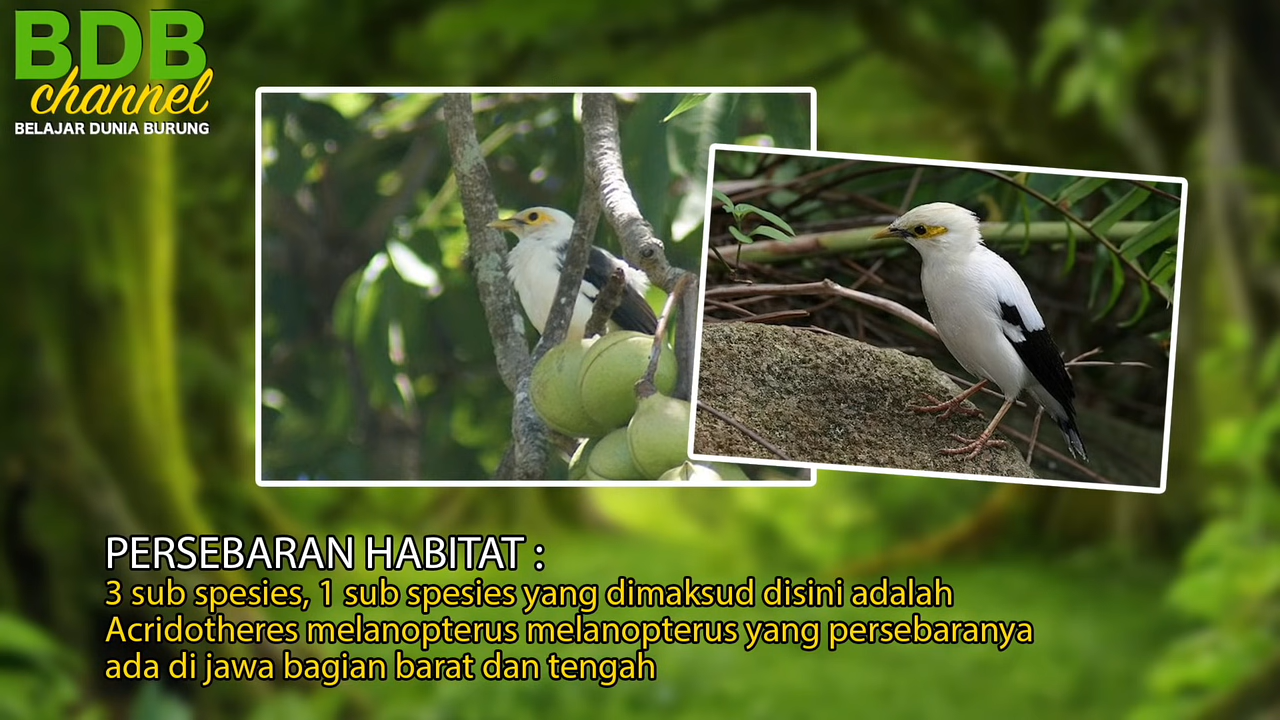 BDB
channel
BELAJAR DUNIA BURUNG
PERSEBARAN HABITAT :
3 sub spesies, 1 sub spesies yang dimaksud disini adalah
Acridotheres melanopterus melanopterus yang persebaranya
ada di jawa bagian barat dan tengah